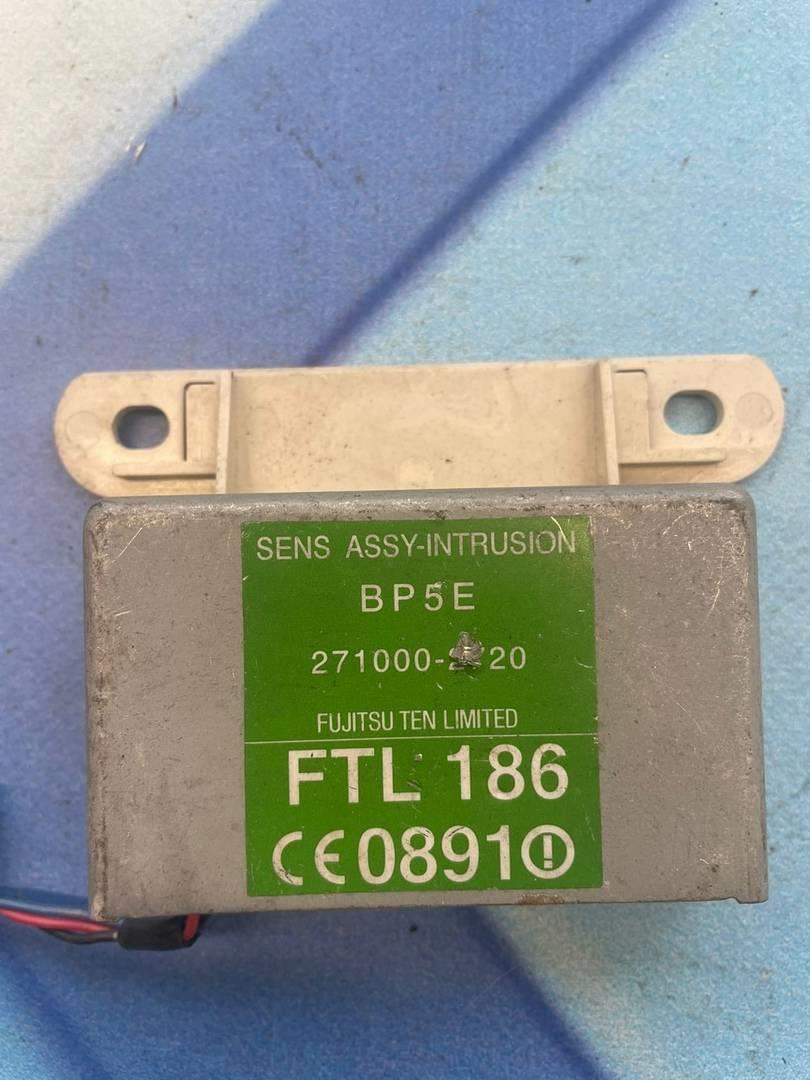 SENS ASSY-INTRUSION
BP5E
FUJITSU TEN LIMITED
FTL 186
CE0891